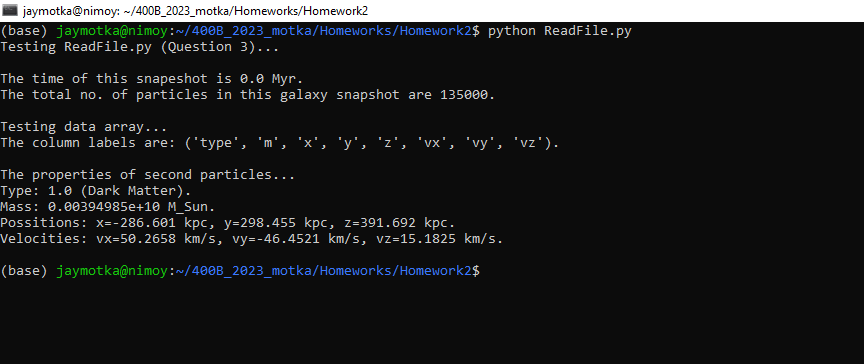 jaymotka@nimoy: ~/400B_2023_motka/Homeworks/Homework2
(base) jaymotka@nimoy:~/400B_2023_motka/Homeworks/Homework2$ python ReadFile.py
Testing ReadFile.py (Question 3)...
The time of this snapeshot is 0.0 Myr.
The total no. of particles in this galaxy snapshot are 135000.
Testing data array...
The column labels are: ('type', 'm', 'x', 'y', 'z', 'vx', 'vy', 'vz').
The properties of second particles...
Type: 1.0 (Dark Matter).
Mass: 0.00394985e+10 M_Sun.
Possitions: x=-286.601 kpc, y=298.455 kpc, z=391.692 kpc.
Velocities: vx=50.2658 km/s, vy=-46.4521 km/s, vz=15.1825 km/s.
(base) jaymotka@nimoy:~/400B_2023_motka/Homeworks/Homework2$